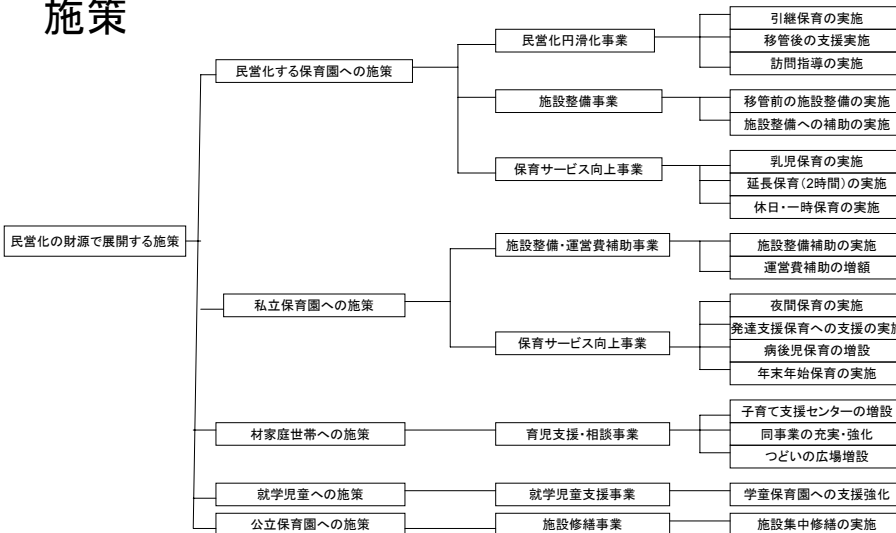 施策
民営化の財源で展開する施策
民営化する保育園への施策
民営化円滑化事業
引継保育の実施
移管後の支援実施
訪問指導の実施
施設整備事業
移管前の施設整備の実施
施設整備への補助の実施
保育サービス向上事業
乳児保育の実施
延長保育(2時間)の実施
休日・一時保育の実施
私立保育園への施策
施設整備・運営費補助事業
施設整備補助の実施
運営費補助の増額
保育サービス向上事業
夜間保育の実施
発達支援保育への支援の実施
病後児保育の増設
年末年始保育の実施
材家庭世帯への施策
育児支援・相談事業
子育て支援センターの増設
同事業の充実・強化
つどいの広場増設
就学児童への施策
就学児童支援事業
学童保育園への支援強化
公立保育園への施策
施設修繕事業
施設集中修繕の実施